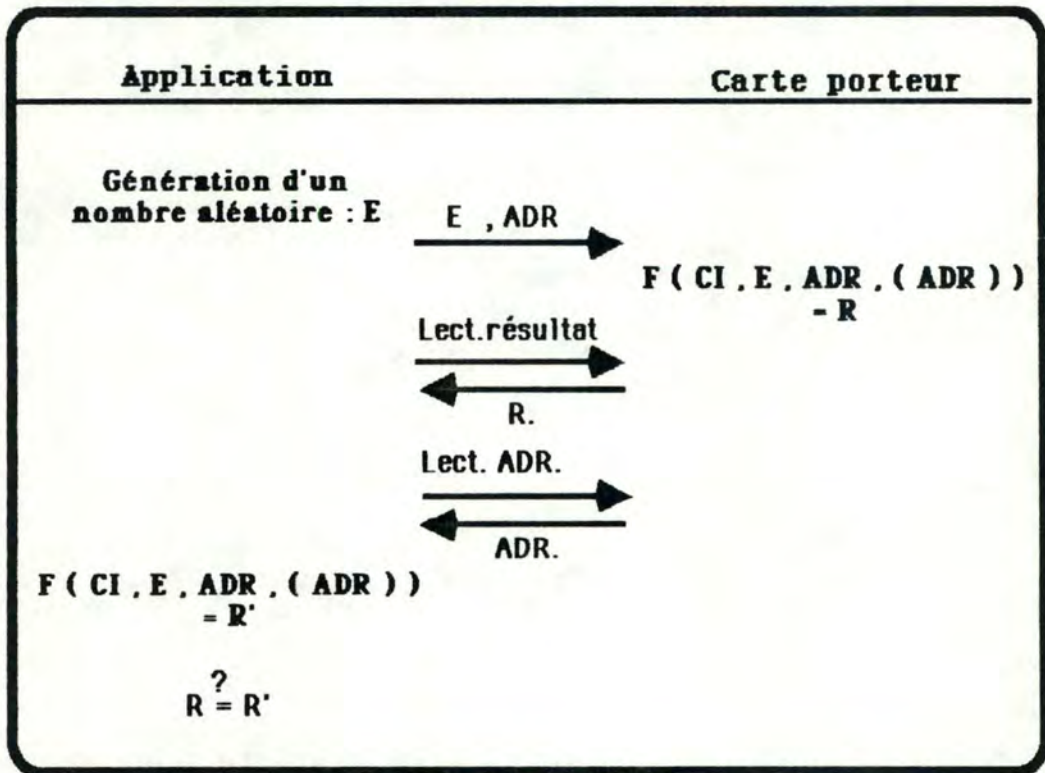 Application Carte porteur
Génération d'un
nombre aléatoire : E
E , ADR
F ( CI , E , ADR , ( ADR ) )
= R
Lect.résultat
R.
Lect. ADR.
ADR.
F ( CI , E , ADR , ( ADR ) )
= R'
?
R = R'